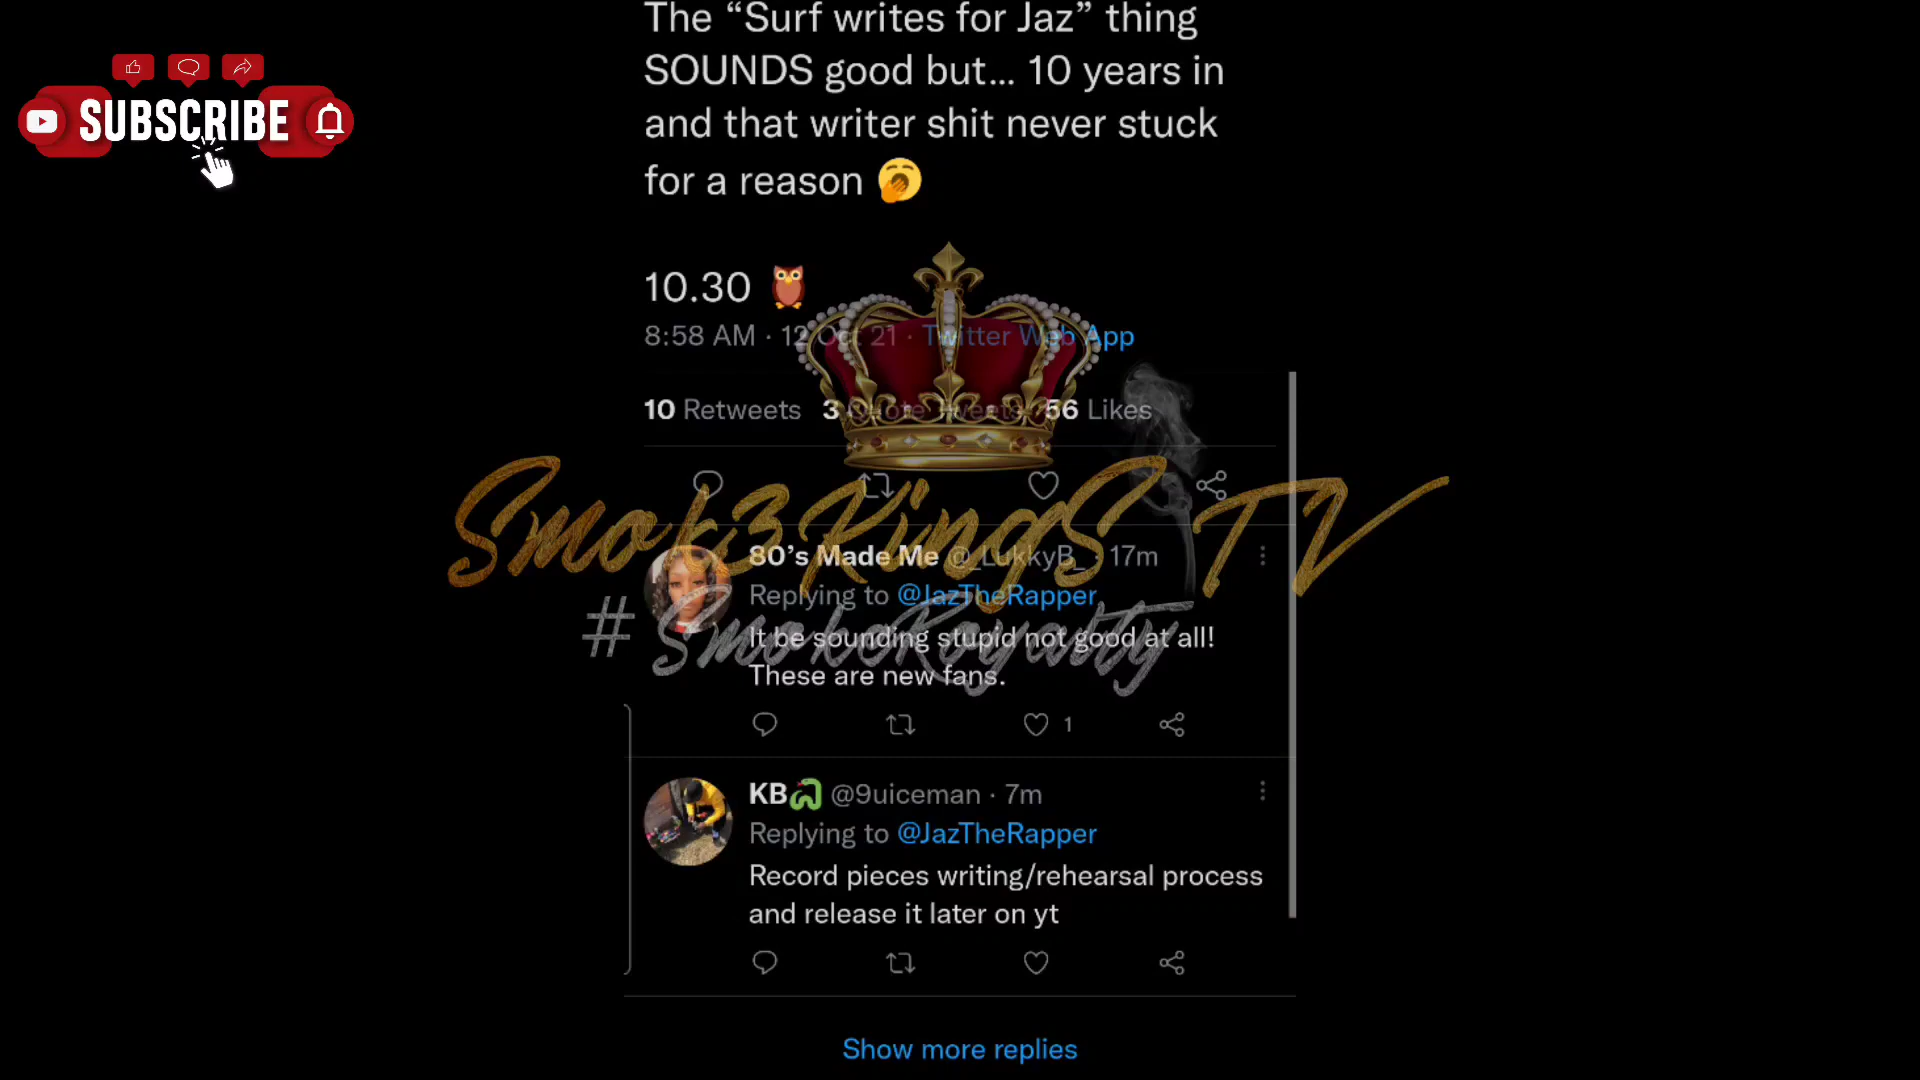 The “Surf writes for Jaz” thing
SOUNDS good but... 10 years in
and that writer shit never stuck
for a reason 🥱
SUBSCRIBE
10.30 🦉
8:58 AM · 12 Oct 21 · Twitter Web App
10 Retweets 3 Quote Tweets 56 Likes
Smok3KingS TV
80’s Made Me @_LukkyB_ · 17m
Replying to @JazTheRapper
#SmokeRoyalty
It be sounding stupid not good at all!
These are new fans.
1
KB @9uiceman · 7m
Replying to @JazTheRapper
Record pieces writing/rehearsal process
and release it later on yt
Show more replies